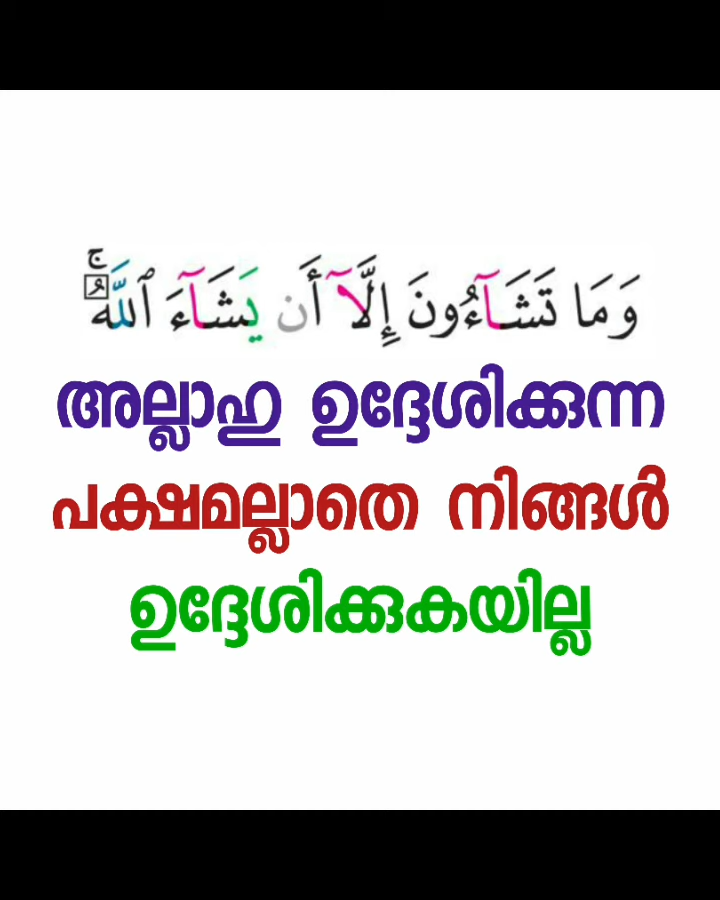 وَمَا تَشَآءُونَ إِلَّآ أَن يَشَآءَ ٱللَّهُ ۚ
അല്ലാഹു ഉദ്ദേശിക്കുന്ന
പക്ഷമല്ലാതെ നിങ്ങൾ
ഉദ്ദേശിക്കുകയില്ല